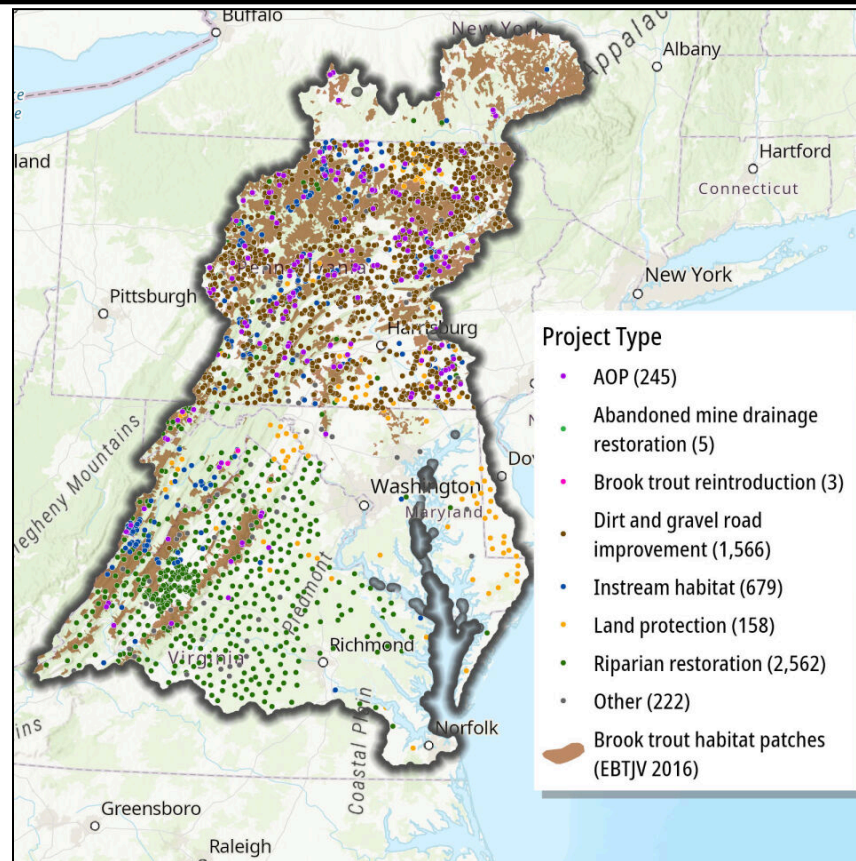 Buffalo
New York
Appalac
Albany
Hartford
Connecticut
land
Pennsylvania
New York
Pittsburgh
Harrisburg
Project Type
AOP (245)
Abandoned mine drainage
restoration (5)
Brook trout reintroduction (3)
Dirt and gravel road
improvement (1,566)
Instream habitat (679)
Land protection (158)
Riparian restoration (2,562)
Other (222)
Brook trout habitat patches
(EBTJV 2016)
Do
Washington
Maryland
legheny Mountains
Piedmont
Virginia
Richmond
Coastal Plain
Norfolk
ins
Greensboro
Raleigh